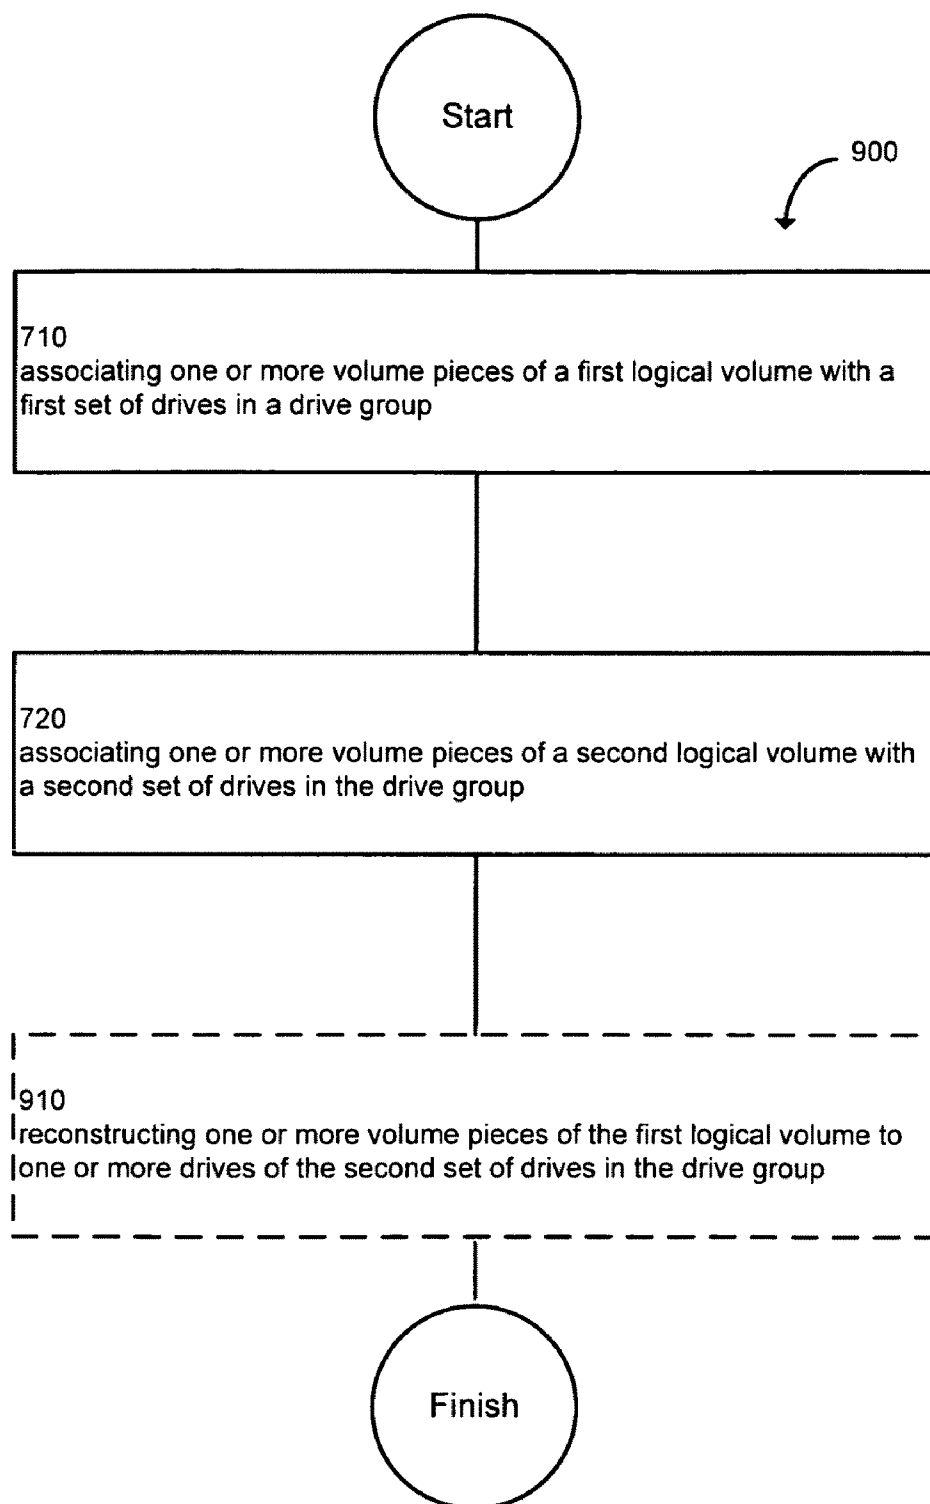 Start
900
710
associating one or more volume pieces of a first logical volume with a
first set of drives in a drive group
720
associating one or more volume pieces of a second logical volume with
a second set of drives in the drive group
910
reconstructing one or more volume pieces of the first logical volume to
one or more drives of the second set of drives in the drive group
Finish